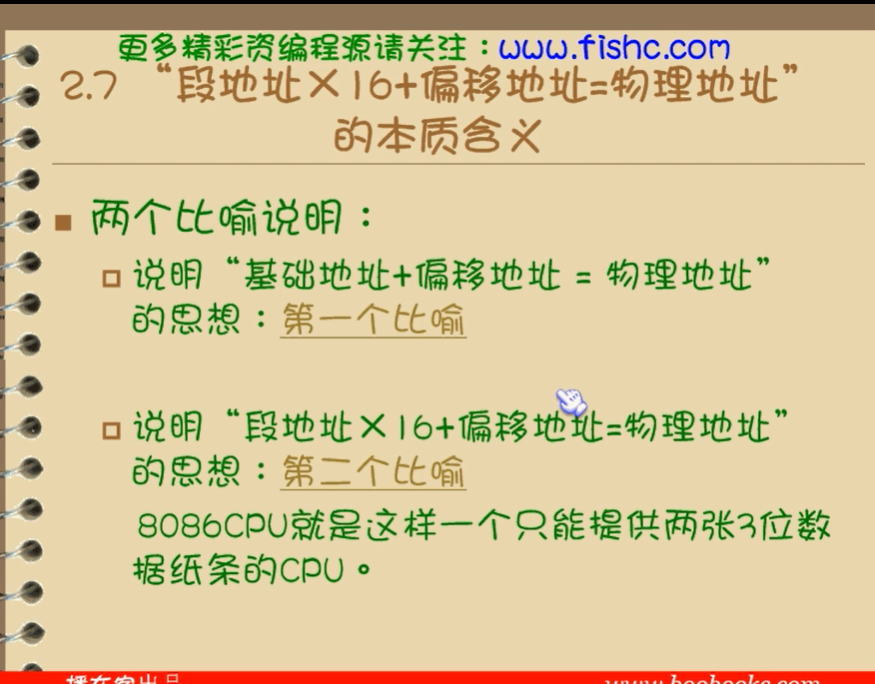 更多精彩资编程源请关注：www.fishc.com
2.7 “段地址×16+偏移地址=物理地址”
的本质含义
两个比喻说明：
说明“基础地址+偏移地址 = 物理地址”
的思想：第一个比喻
说明“段地址×16+偏移地址=物理地址”
的思想：第二个比喻
8086CPU就是这样一个只能提供两张3位数
据纸条的CPU。